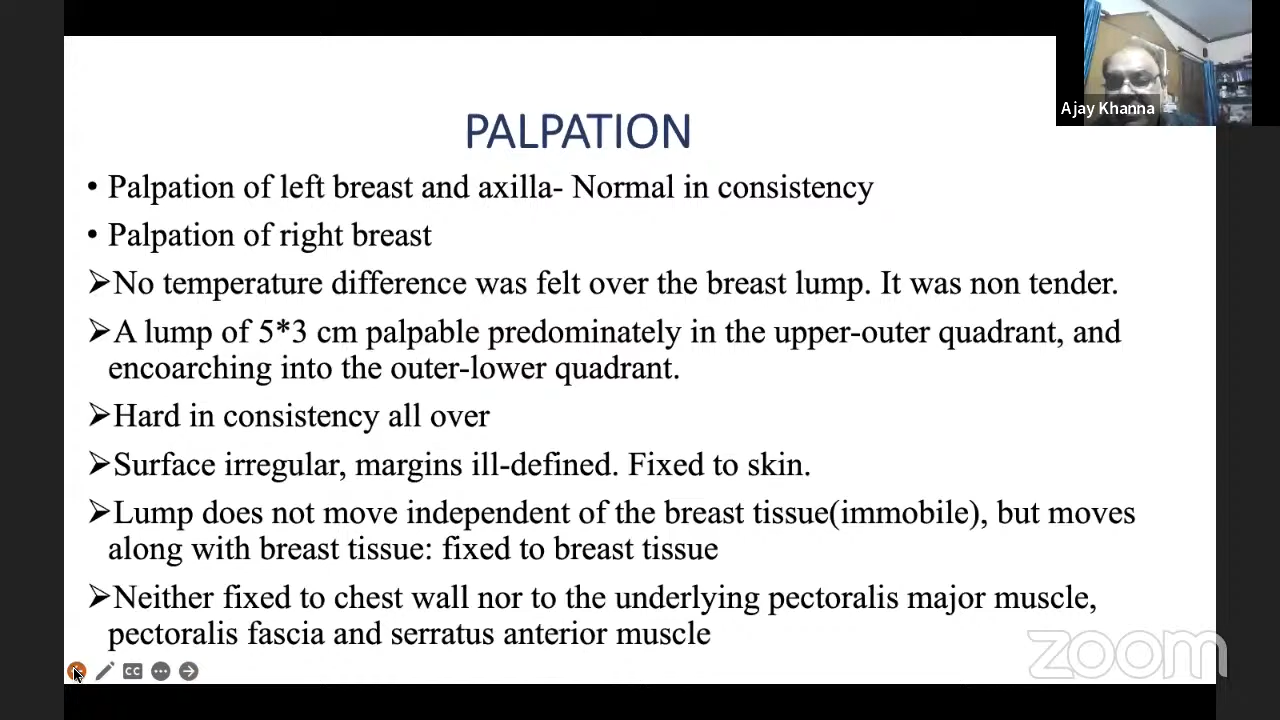 Ajay Khanna
PALPATION
• Palpation of left breast and axilla- Normal in consistency
• Palpation of right breast
➢No temperature difference was felt over the breast lump. It was non tender.
➢A lump of 5*3 cm palpable predominately in the upper-outer quadrant, and
encoarching into the outer-lower quadrant.
➢Hard in consistency all over
➢Surface irregular, margins ill-defined. Fixed to skin.
➢Lump does not move independent of the breast tissue(immobile), but moves
along with breast tissue: fixed to breast tissue
➢Neither fixed to chest wall nor to the underlying pectoralis major muscle,
pectoralis fascia and serratus anterior muscle
CC
zoom